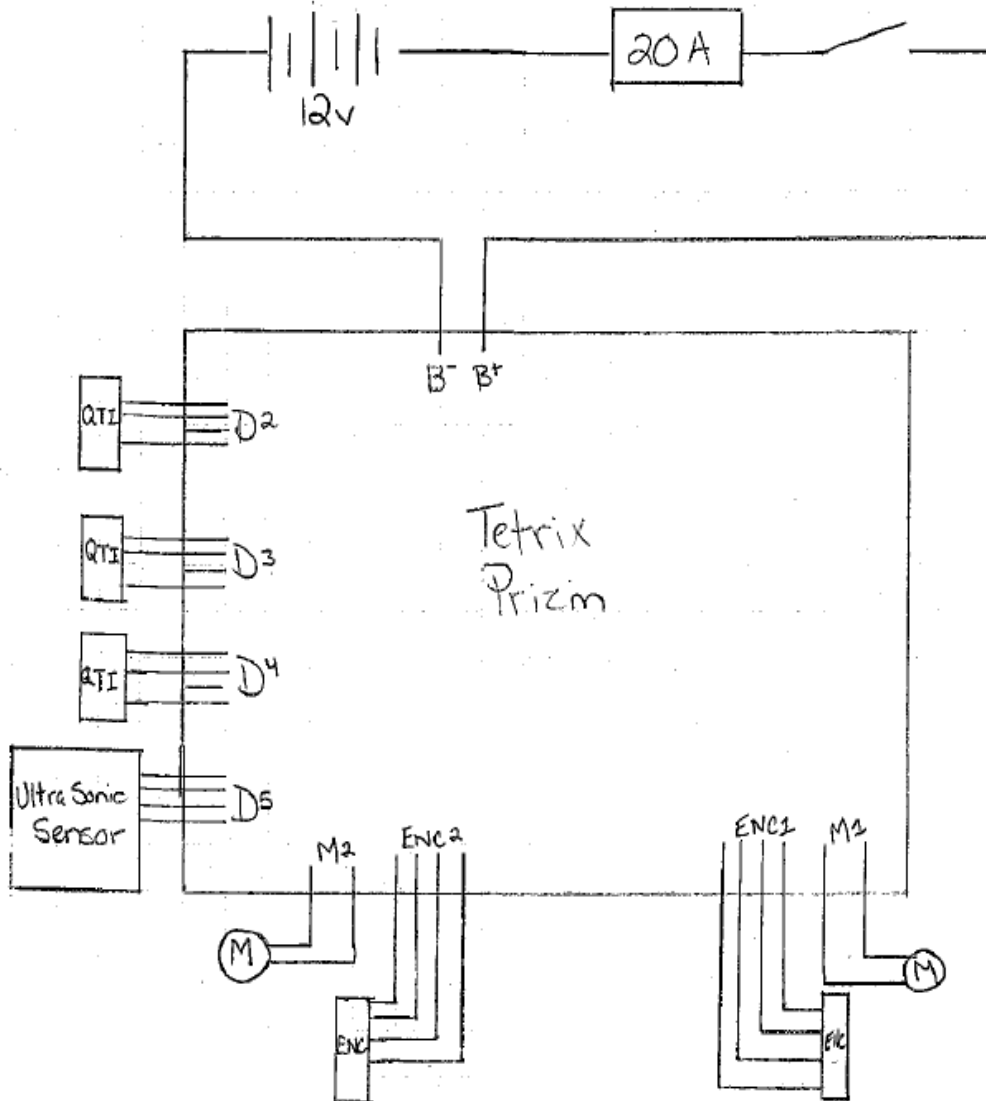 20A
12v
B- B+
QTI
D2
Tetrix
Prizm
QTI
D3
QTI
D4
Ultra Sonic
Sensor
D5
M2
ENC2
ENC1
M1
M
M
ENC
ENC